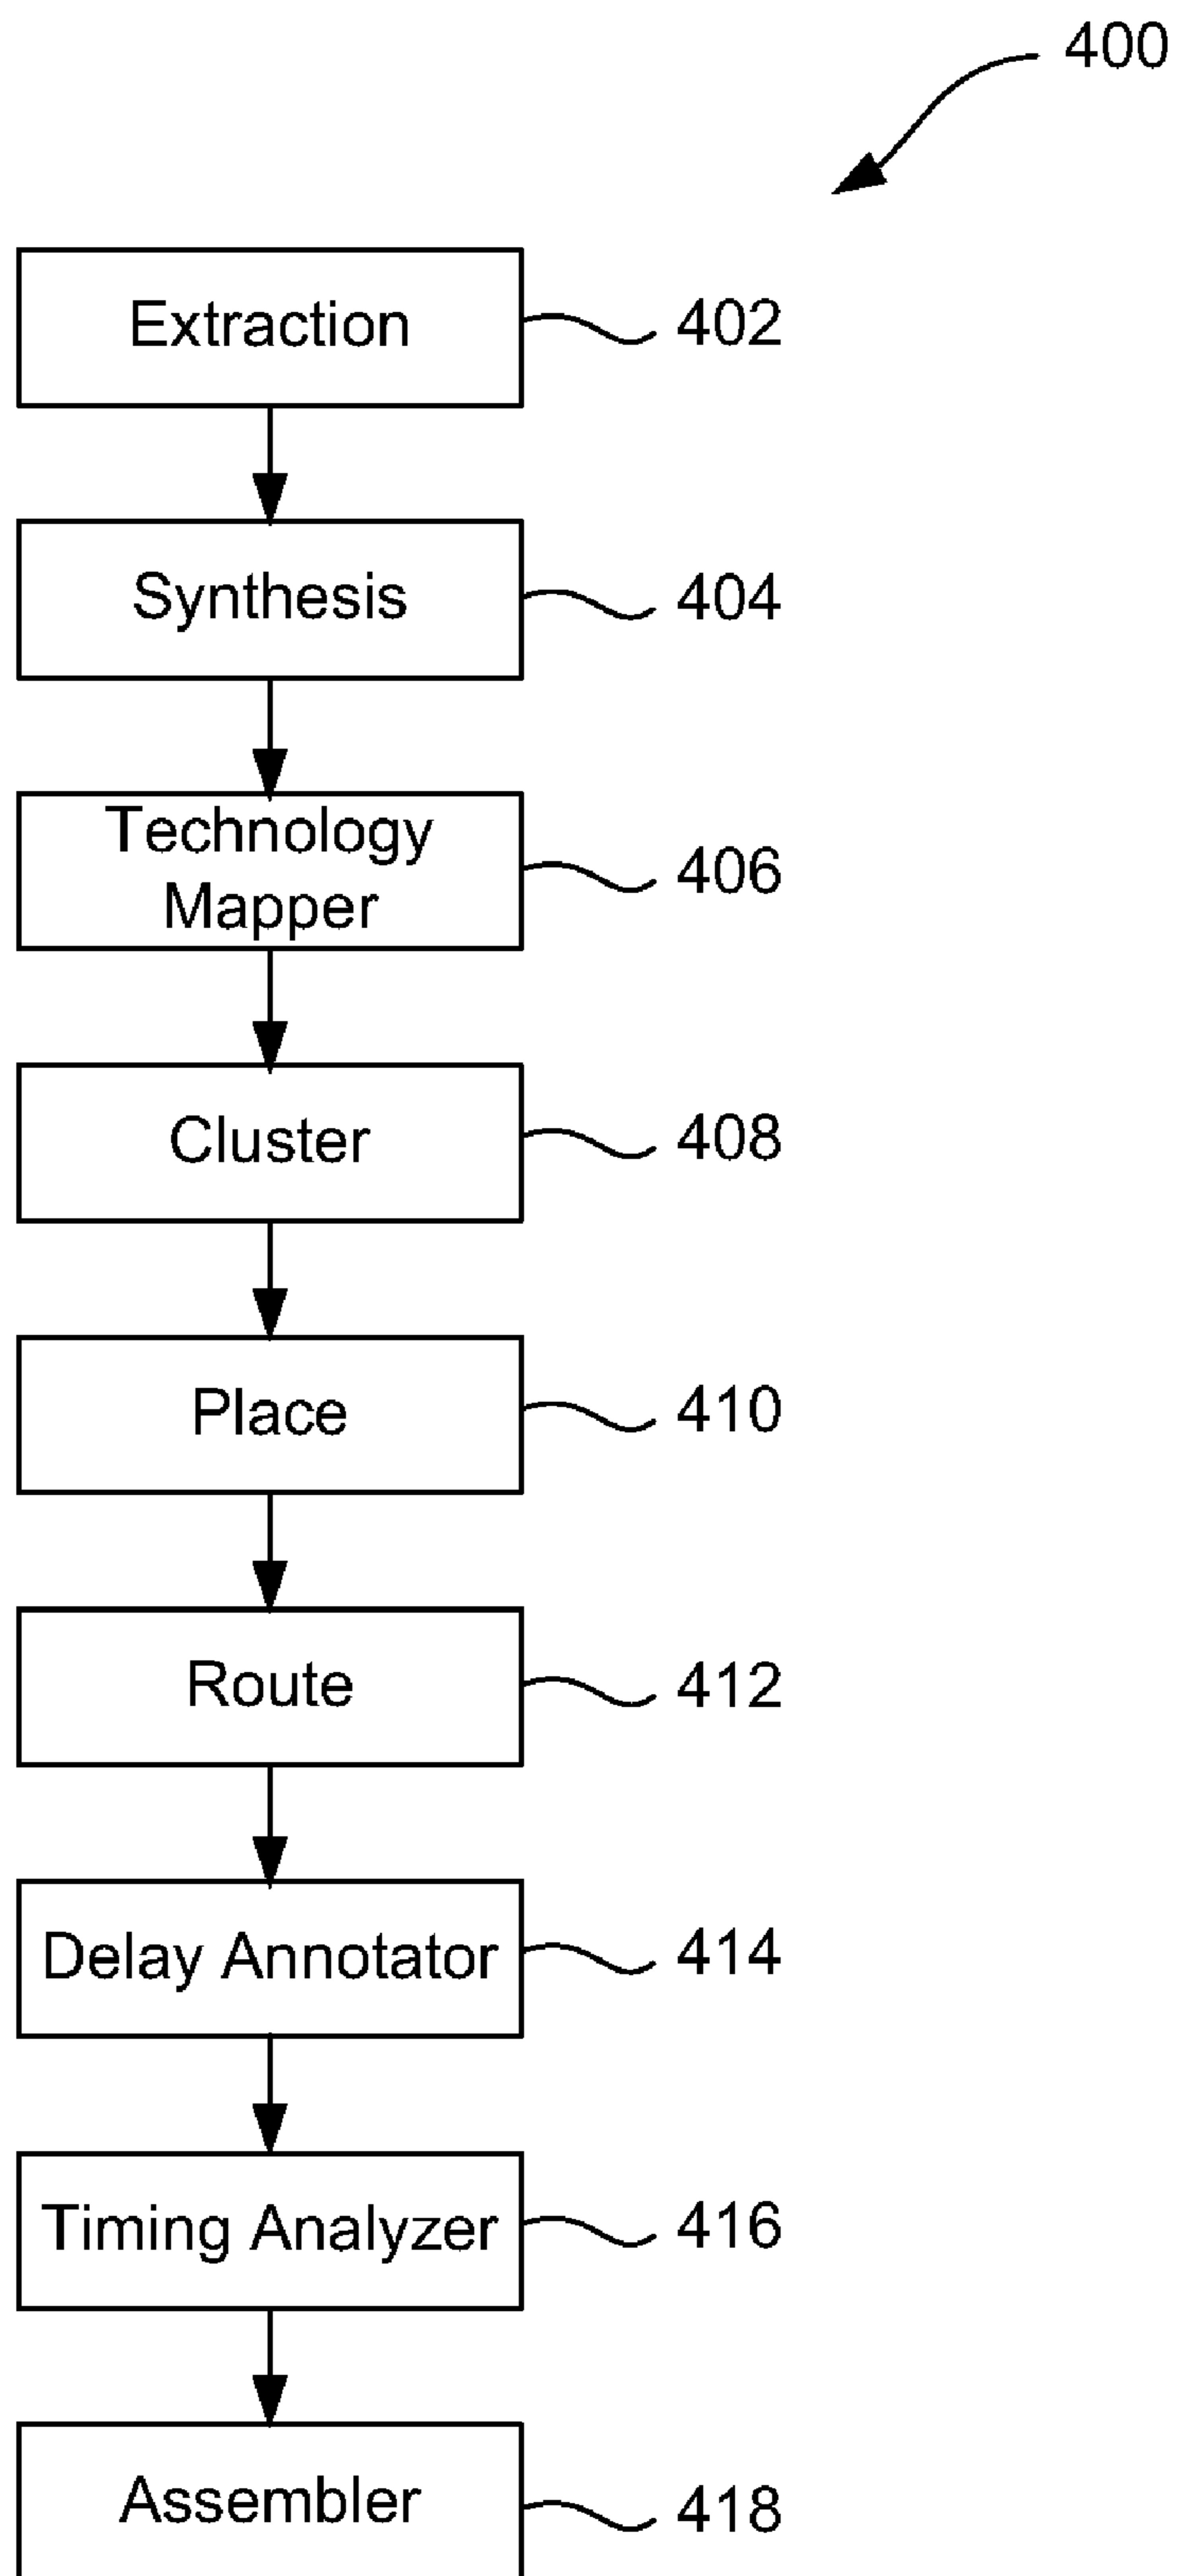 400
Extraction 402
Synthesis 404
Technology
Mapper 406
Cluster 408
Place 410
Route 412
Delay Annotator 414
Timing Analyzer 416
Assembler 418